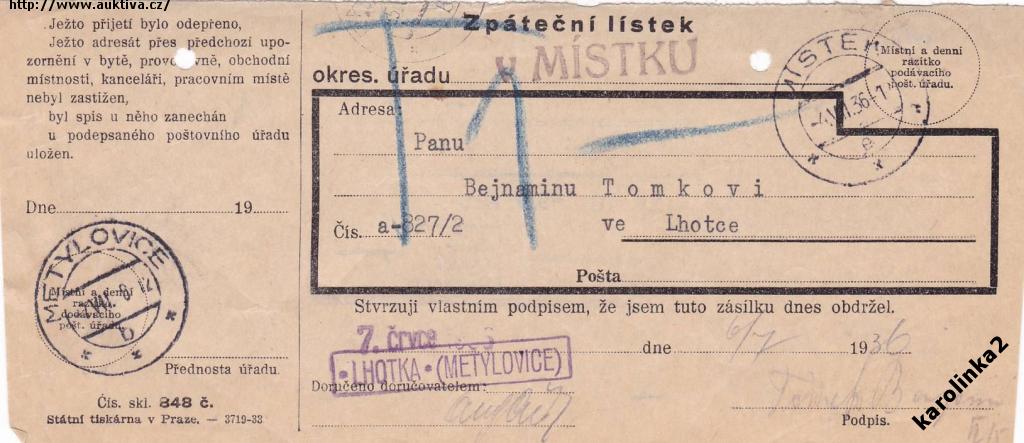 http://www.auktiva.cz/
Ježto přijetí bylo odepřeno,
Ježto adresát přes předchozí upo-
zornění v bytě, provozovně, obchodní
místnosti, kanceláři, pracovním místě
nebyl zastižen,
byl spis u něho zanechán
u podepsaného poštovního úřadu
uložen.
Dne 19
METYLOVICE
Místní a denní
razítko
dodávacího
pošt. úřadu.
b
Přednosta úřadu.
Čís. skl. 848 č.
Státní tiskárna v Praze. — 3719-33
Zpáteční lístek
okres. úřadu v MÍSTKU
MÍSTEK
Místní a denní
razítko
podávacího
pošt. úřadu.
T 1
Adresa:
Panu
Bejnaminu Tomkovi
Čís. a-827/2 ve Lhotce
Pošta
Stvrzuji vlastním podpisem, že jsem tuto zásilku dnes obdržel.
7. črvce
dne 6/7 1936
LHOTKA • (METYLOVICE)
Doručeno doručovatelem:
Podpis.
karolinka2